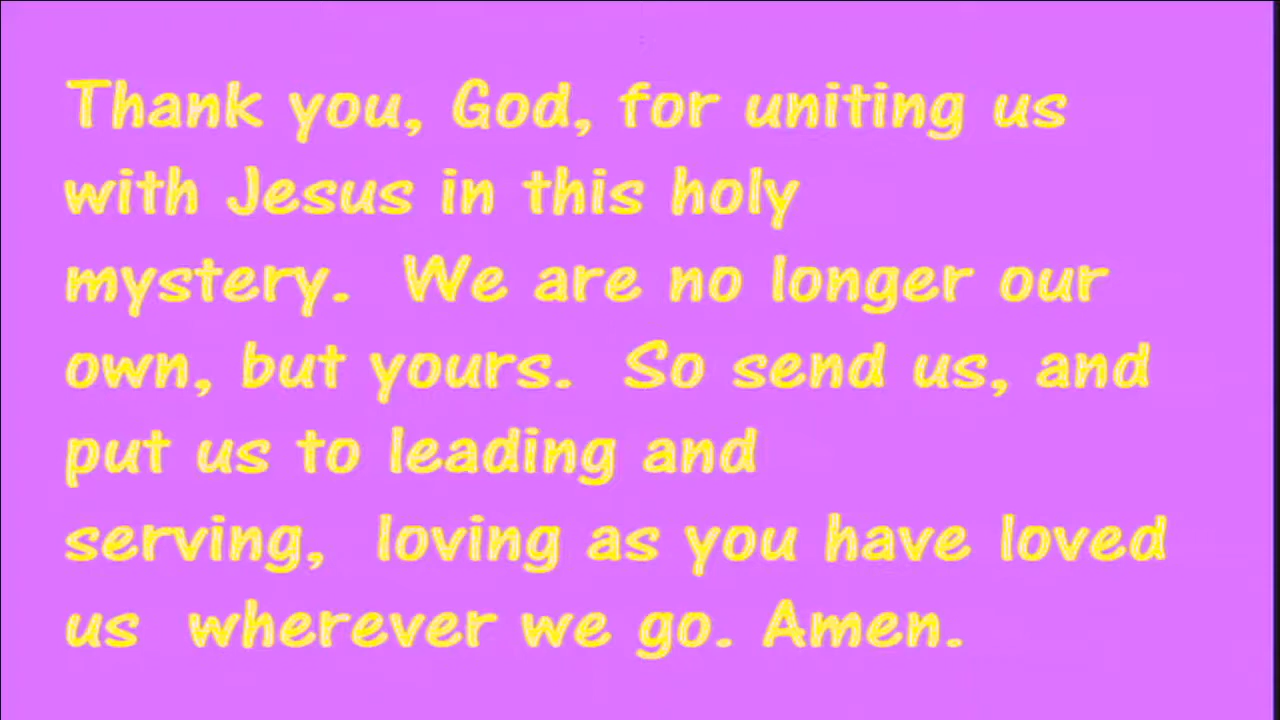 Thank you, God, for uniting us
with Jesus in this holy
mystery.  We are no longer our
own, but yours.  So send us, and
put us to leading and
serving,  loving as you have loved
us  wherever we go. Amen.